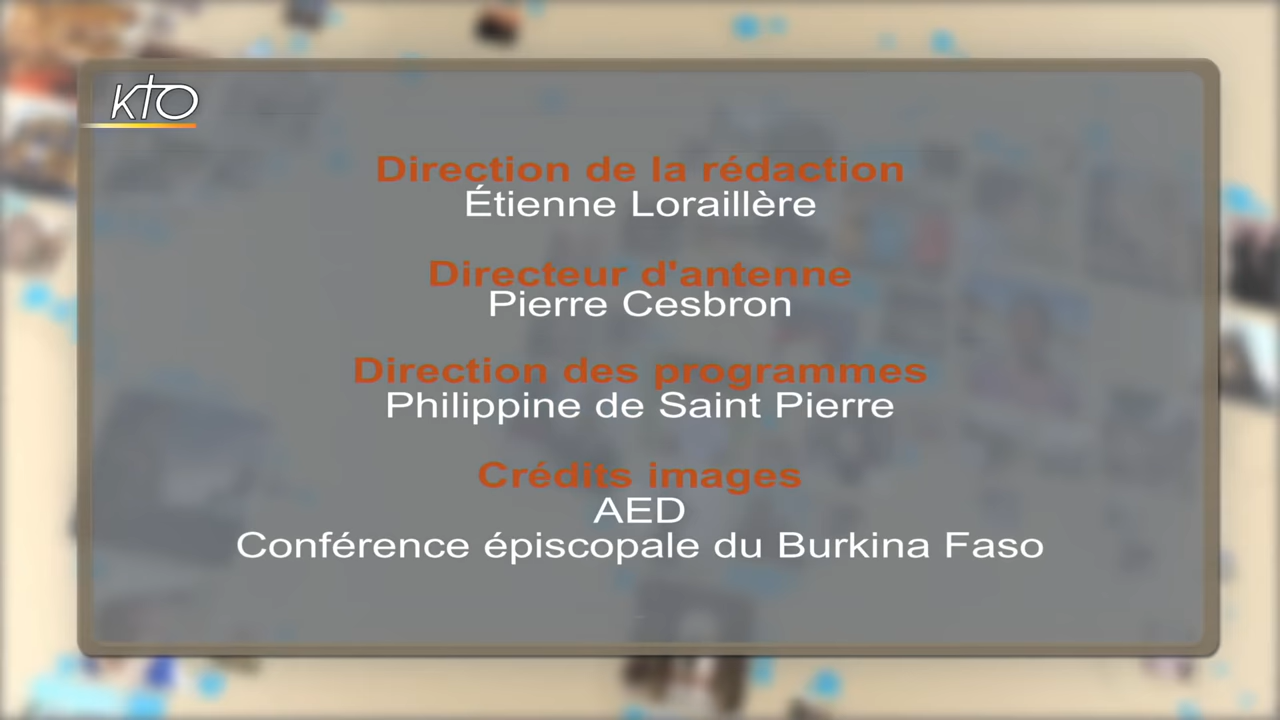 KTO
Direction de la rédaction
Étienne Loraillère
Directeur d'antenne
Pierre Cesbron
Direction des programmes
Philippine de Saint Pierre
Crédits images
AED
Conférence épiscopale du Burkina Faso